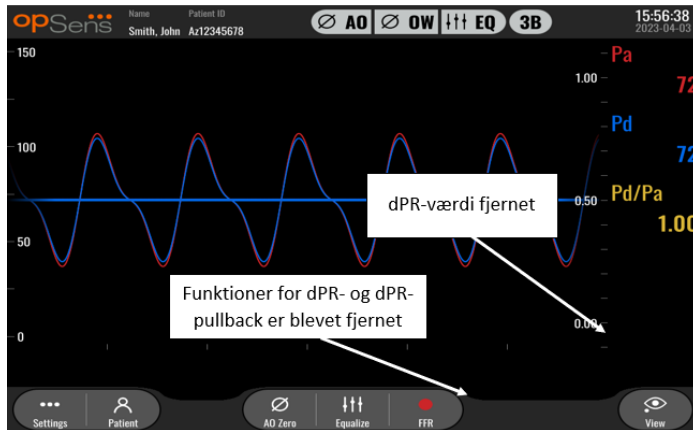 opSens
Name
Patient ID
Smith, John
Az12345678
AO
OW
EQ
3B
15:56:38
2023-04-03
150
100
50
0
1.00
0.50
0.00
Pa
72
Pd
72
Pd/Pa
1.00
dPR-værdi fjernet
Funktioner for dPR- og dPR-
pullback er blevet fjernet
Settings
Patient
AO Zero
Equalize
FFR
View